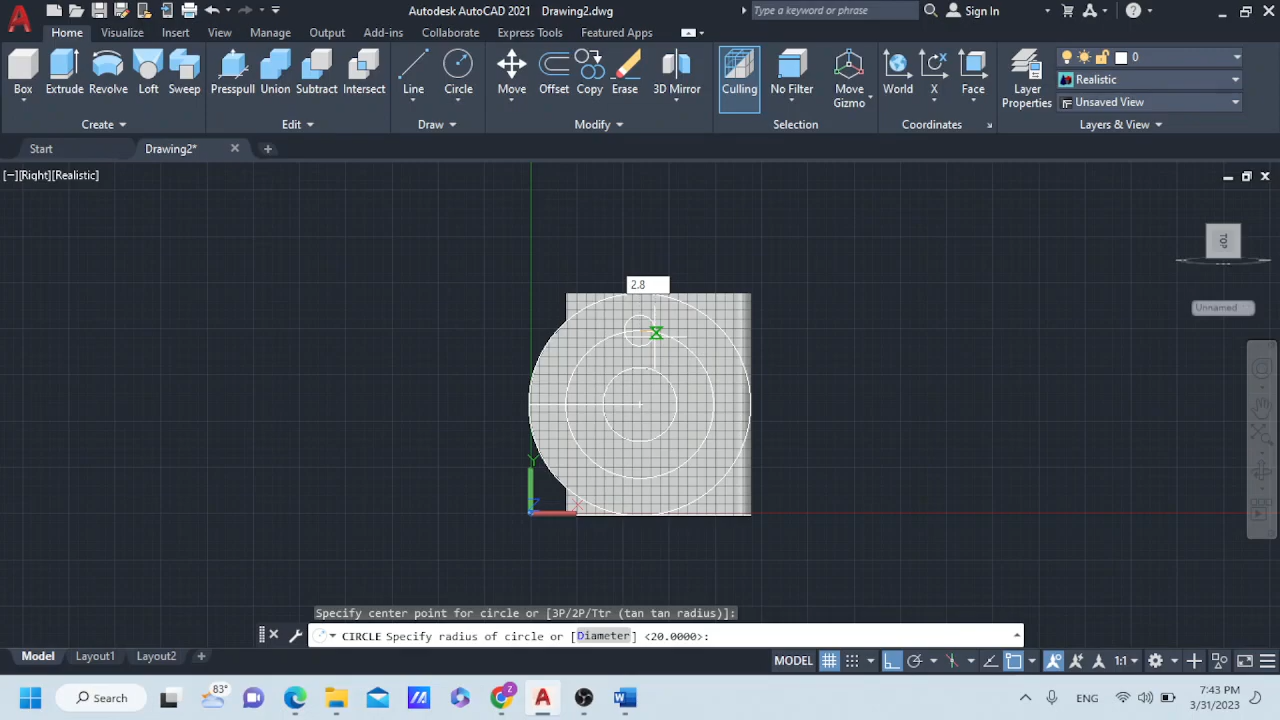 Autodesk AutoCAD 2021 Drawing2.dwg
Type a keyword or phrase
Sign In
Home Visualize Insert View Manage Output Add-ins Collaborate Express Tools Featured Apps
Box Extrude Revolve Loft Sweep
Presspull Union Subtract Intersect
Line Circle
Move Offset Copy Erase 3D Mirror
Culling No Filter Move Gizmo
World X Face
Layer Properties
0
Realistic
Unsaved View
Create Edit Draw Modify Selection Coordinates Layers & View
Start Drawing2* +
[−][Right][Realistic]
TOP
2.8
Unnamed
Y
Z
X
Specify center point for circle or [3P/2P/Ttr (tan tan radius)]:
CIRCLE Specify radius of circle or [Diameter] <20.0000>:
Model Layout1 Layout2 +
MODEL
1:1
83°
Search
ENG
7:43 PM
3/31/2023